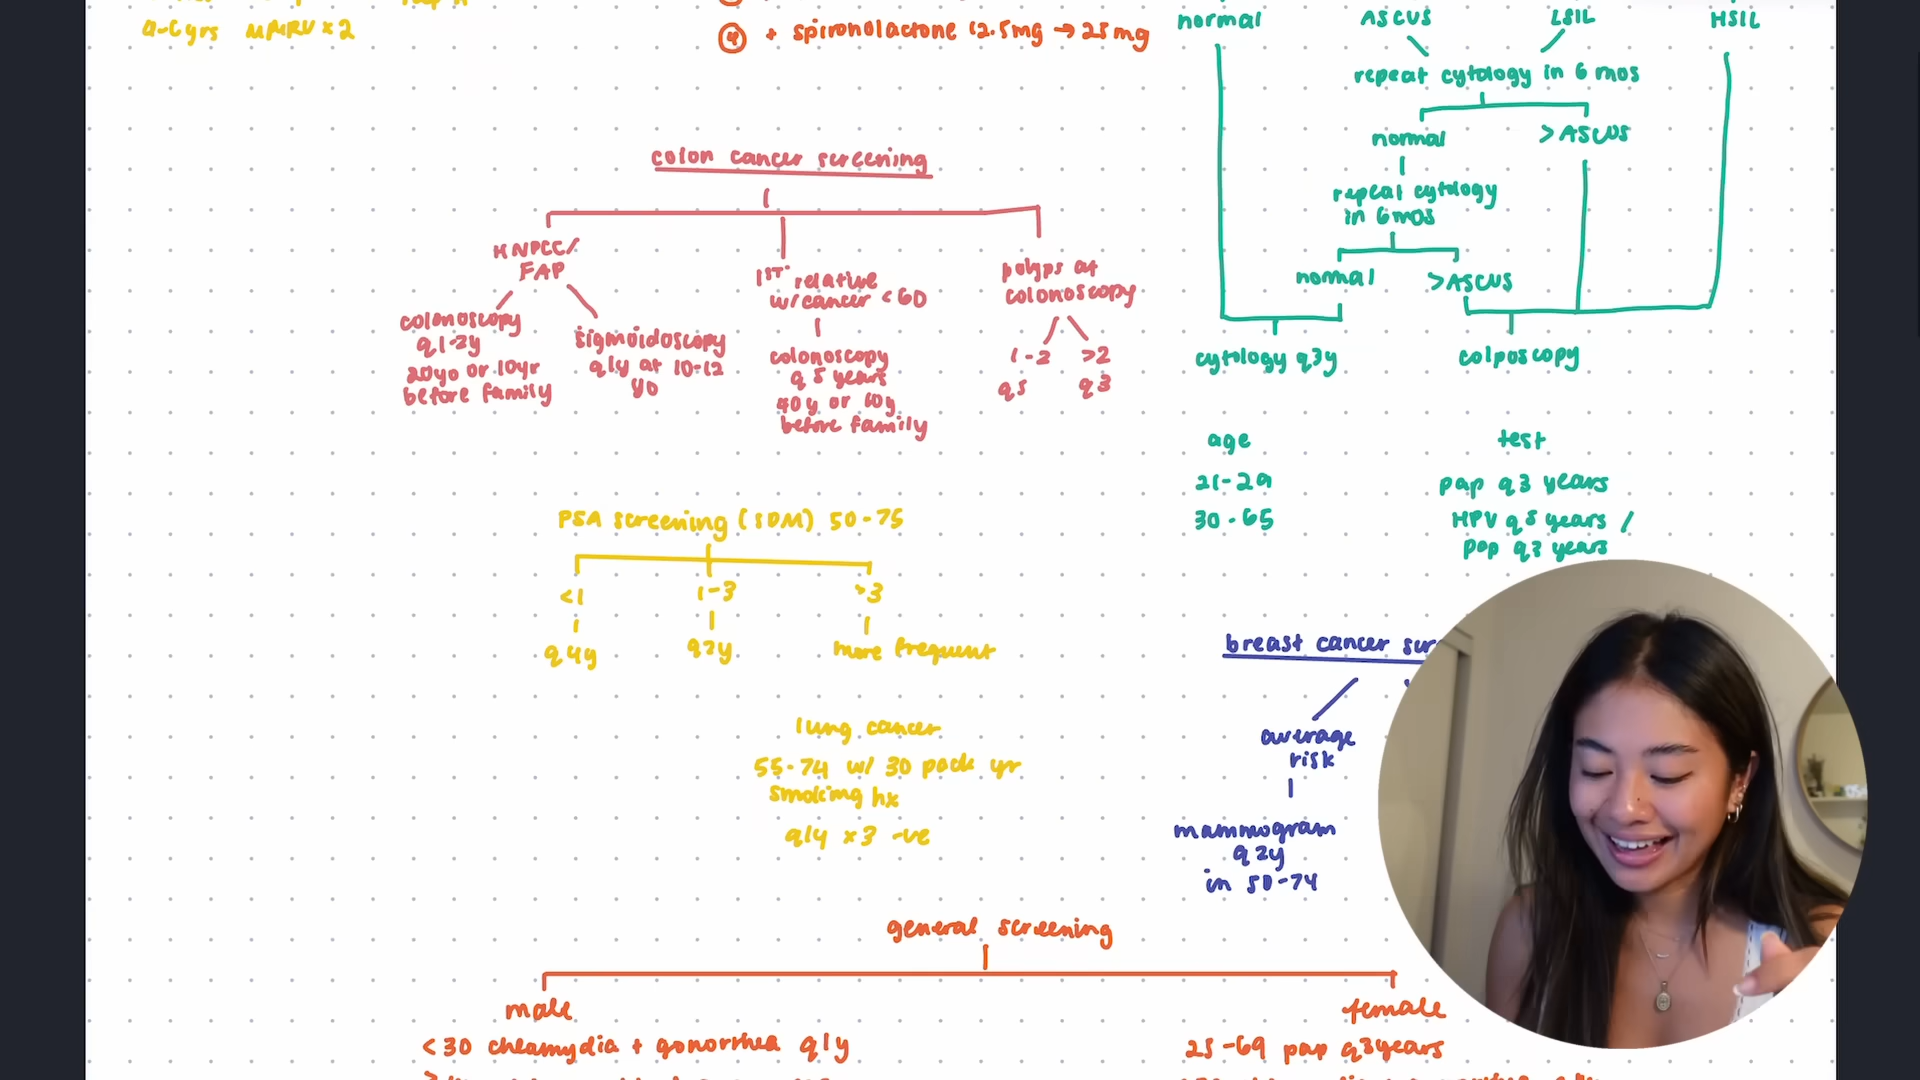 + spironolactone 12.5mg → 25mg
4
normal
ASCUS
LSIL
HSIL
repeat cytology in 6 mos
normal
>ASCUS
repeat cytology
in 6mos
normal
>ASCUS
cytology q3y
colposcopy
colon cancer screening
HNPCC/
FAP
colonoscopy
q1-2y
20yo or 10yr
before family
sigmoidoscopy
q1y at 10-12
yo
1ST relative
w/cancer <60
colonoscopy
q 5 years
40y or 10y
before family
polyps at
colonoscopy
1-2
q5
>2
q3
age
test
21-29
pap q3 years
30-65
HPV q5 years /
pap q3 years
PSA screening (SDM) 50-75
<1
q4y
1-3
q2y
>3
more frequent
lung cancer
55-74 w/ 30 pack yr
smoking hx
q1y x3 -ve
breast cancer
average
risk
mammogram
q2y
in 50-74
general screening
male
<30 chlamydia + gonorrhea q1y
female
25-69 pap q3years